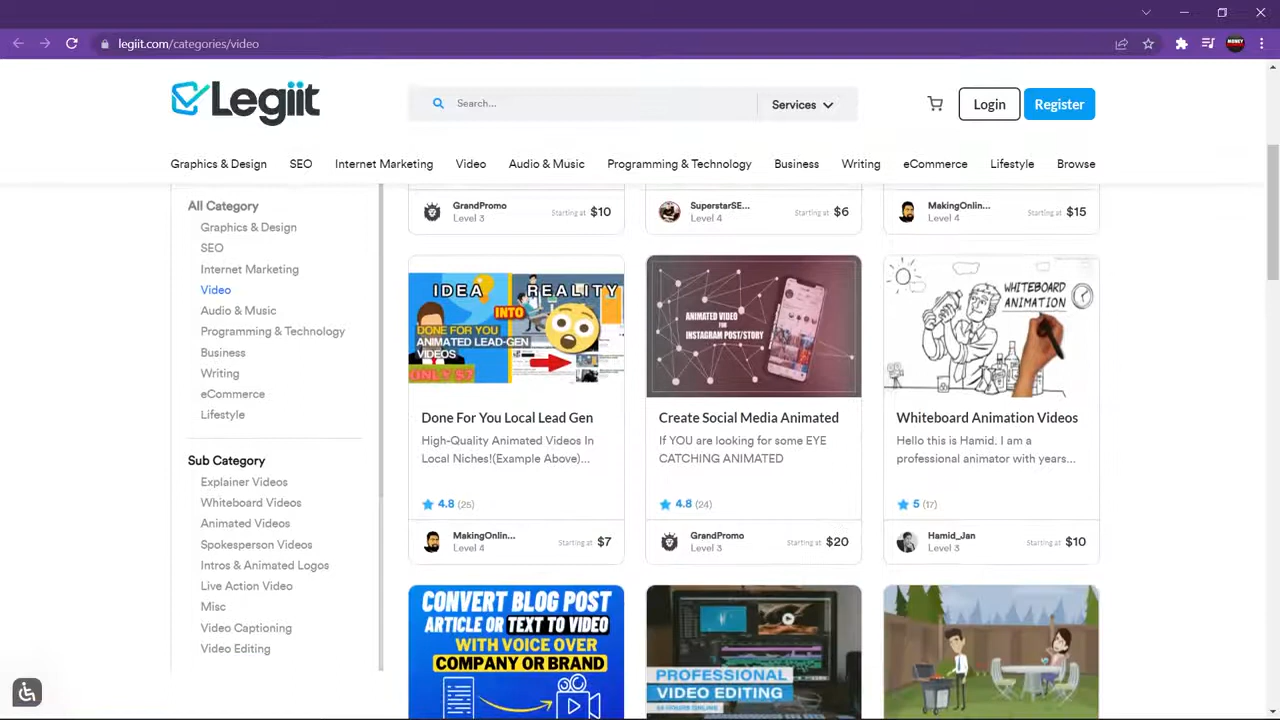 legiit.com/categories/video
Legiit
Search...
Services
Login
Register
Graphics & Design
SEO
Internet Marketing
Video
Audio & Music
Programming & Technology
Business
Writing
eCommerce
Lifestyle
Browse
All Category
Graphics & Design
SEO
Internet Marketing
Video
Audio & Music
Programming & Technology
Business
Writing
eCommerce
Lifestyle
Sub Category
Explainer Videos
Whiteboard Videos
Animated Videos
Spokesperson Videos
Intros & Animated Logos
Live Action Video
Misc
Video Captioning
Video Editing
GrandPromo
Level 3
Starting at $10
SuperstarSE...
Level 4
Starting at $6
MakingOnlin...
Level 4
Starting at $15
IDEA
INTO
REALITY
DONE FOR YOU
ANIMATED LEAD-GEN
VIDEOS
ONLY $7
Done For You Local Lead Gen
High-Quality Animated Videos In
Local Niches!(Example Above)...
4.8 (25)
MakingOnlin...
Level 4
Starting at $7
ANIMATED VIDEO
FOR
INSTAGRAM POST/STORY
Create Social Media Animated
If YOU are looking for some EYE
CATCHING ANIMATED
4.8 (24)
GrandPromo
Level 3
Starting at $20
WHITEBOARD
ANIMATION
Whiteboard Animation Videos
Hello this is Hamid. I am a
professional animator with years...
5 (17)
Hamid_Jan
Level 3
Starting at $10
CONVERT BLOG POST
ARTICLE OR TEXT TO VIDEO
WITH VOICE OVER
COMPANY OR BRAND
PROFESSIONAL
VIDEO EDITING